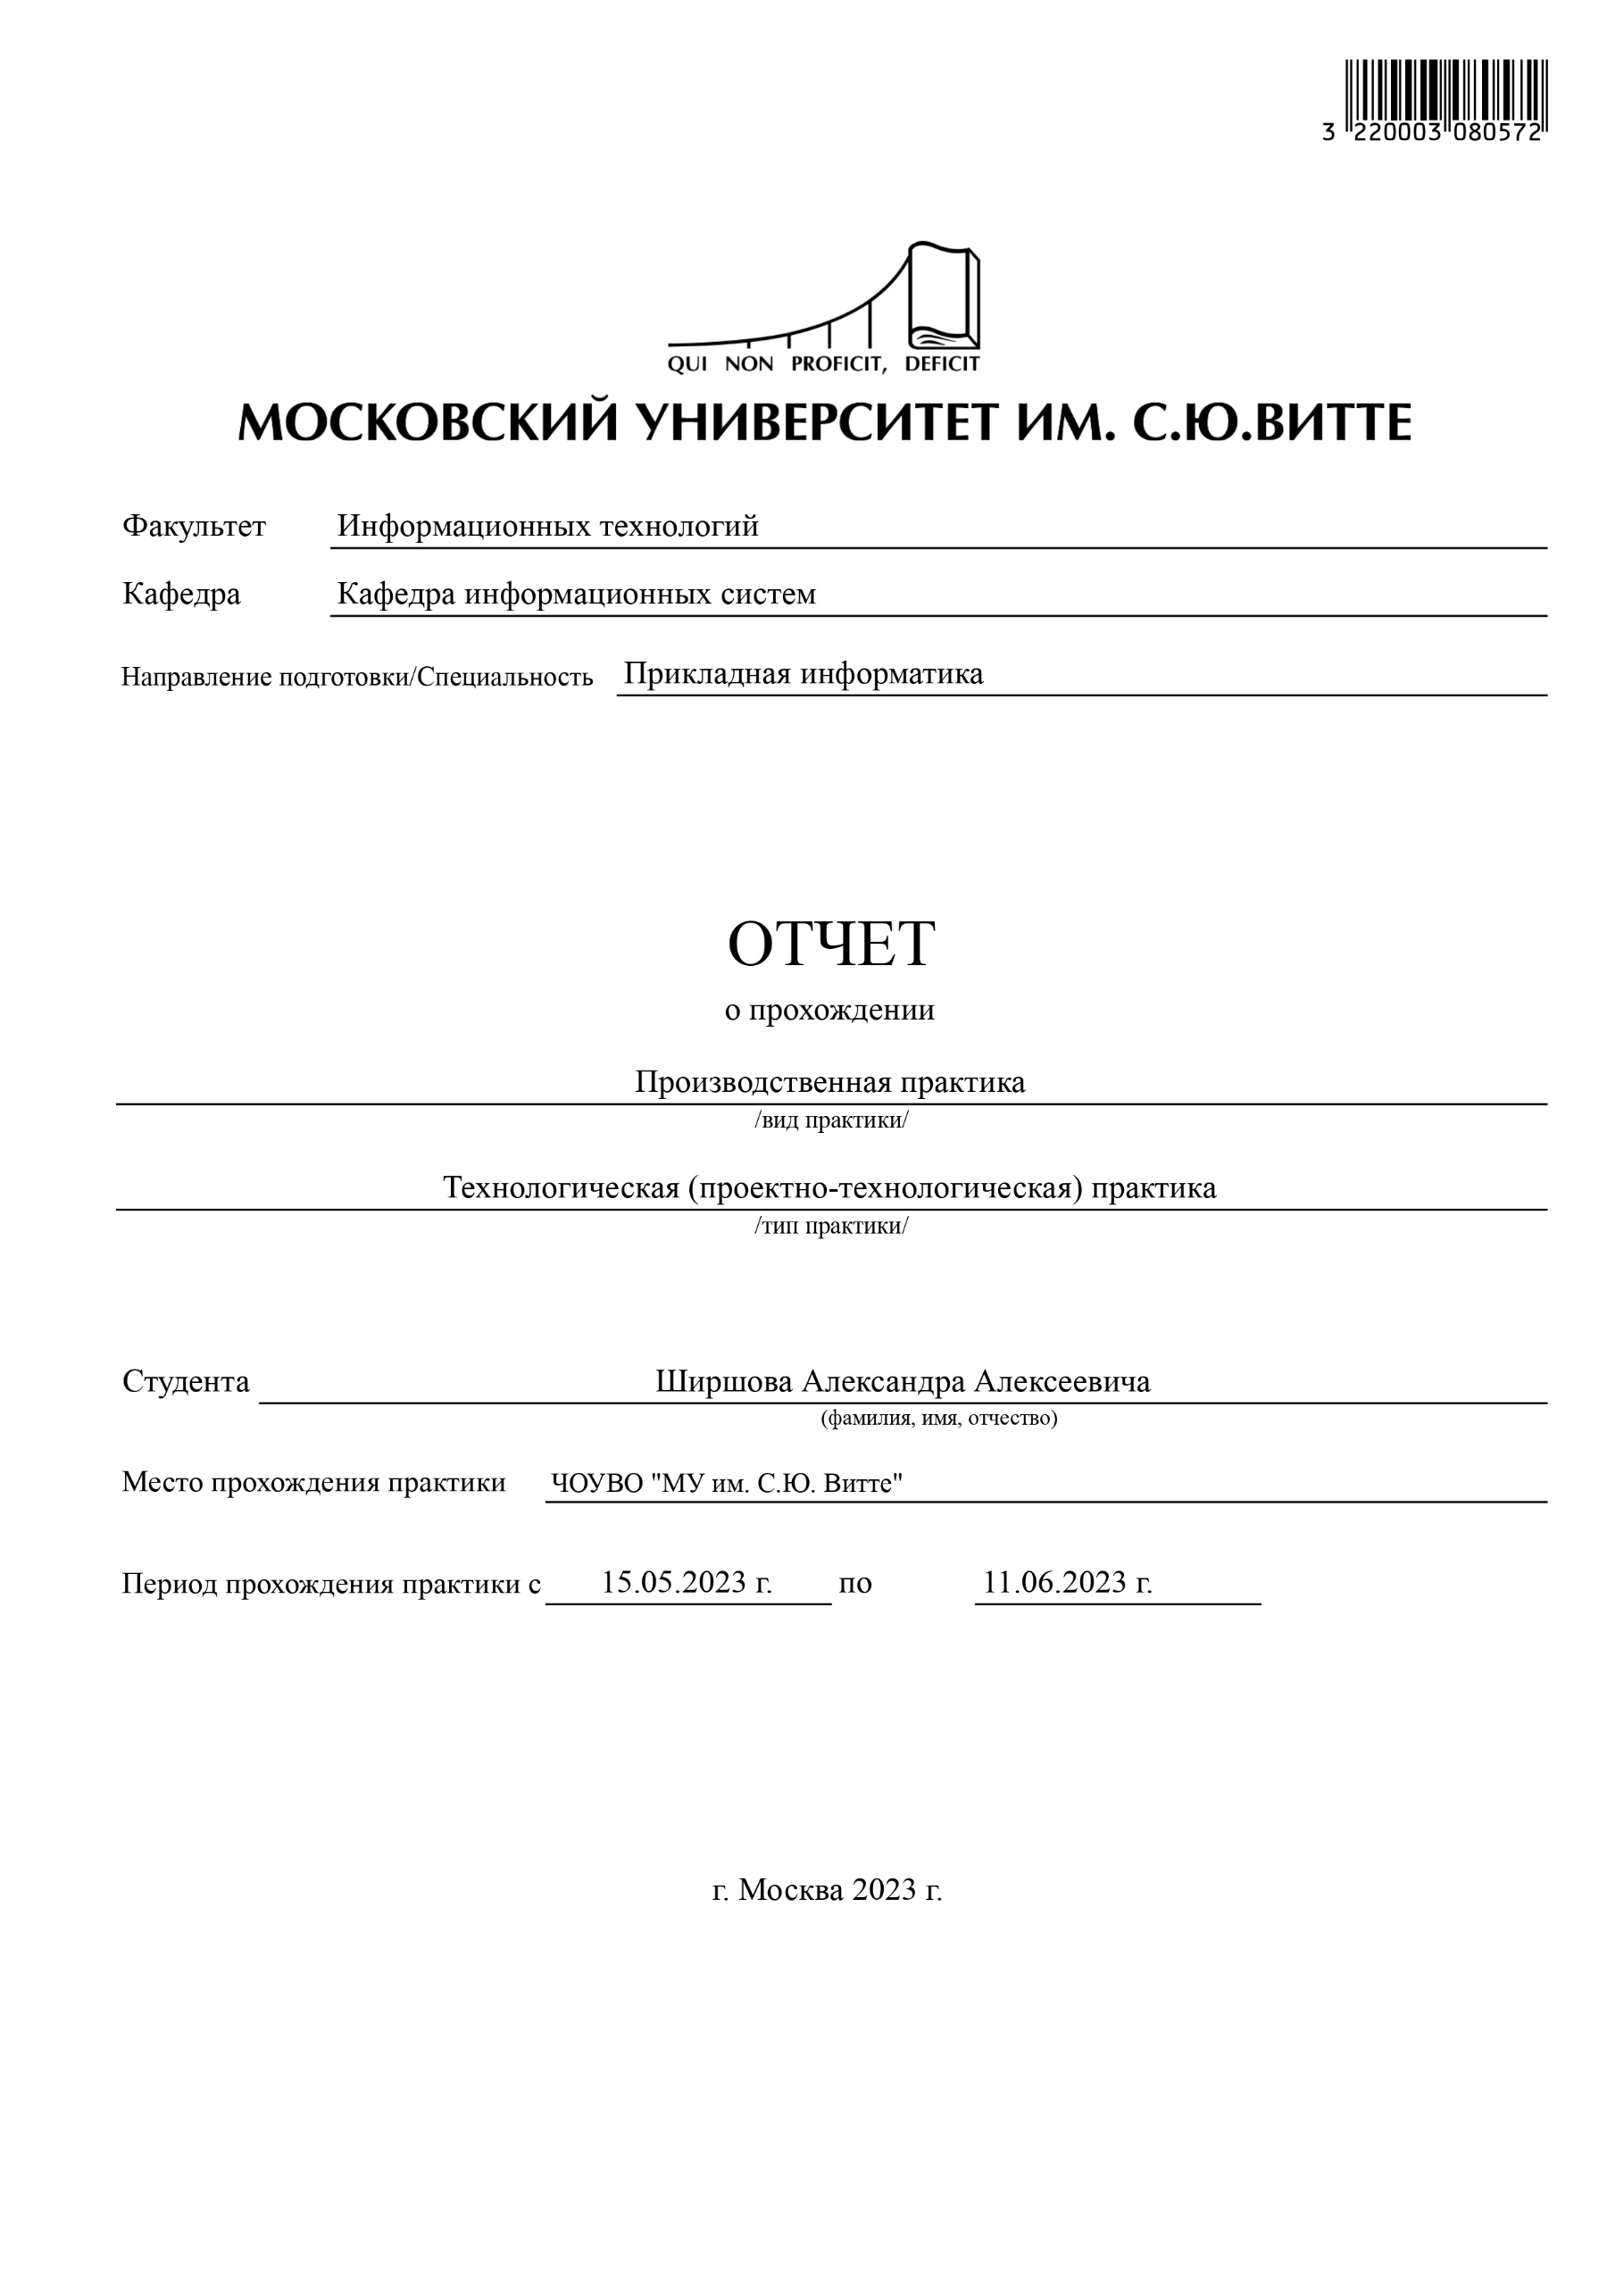 3 220003 080572
QUI NON PROFICIT, DEFICIT
МОСКОВСКИЙ УНИВЕРСИТЕТ ИМ. С.Ю.ВИТТЕ
Факультет Информационных технологий
Кафедра Кафедра информационных систем
Направление подготовки/Специальность Прикладная информатика
ОТЧЕТ
о прохождении
Производственная практика
/вид практики/
Технологическая (проектно-технологическая) практика
/тип практики/
Студента Ширшова Александра Алексеевича
(фамилия, имя, отчество)
Место прохождения практики ЧОУВО "МУ им. С.Ю. Витте"
Период прохождения практики с 15.05.2023 г. по 11.06.2023 г.
г. Москва 2023 г.